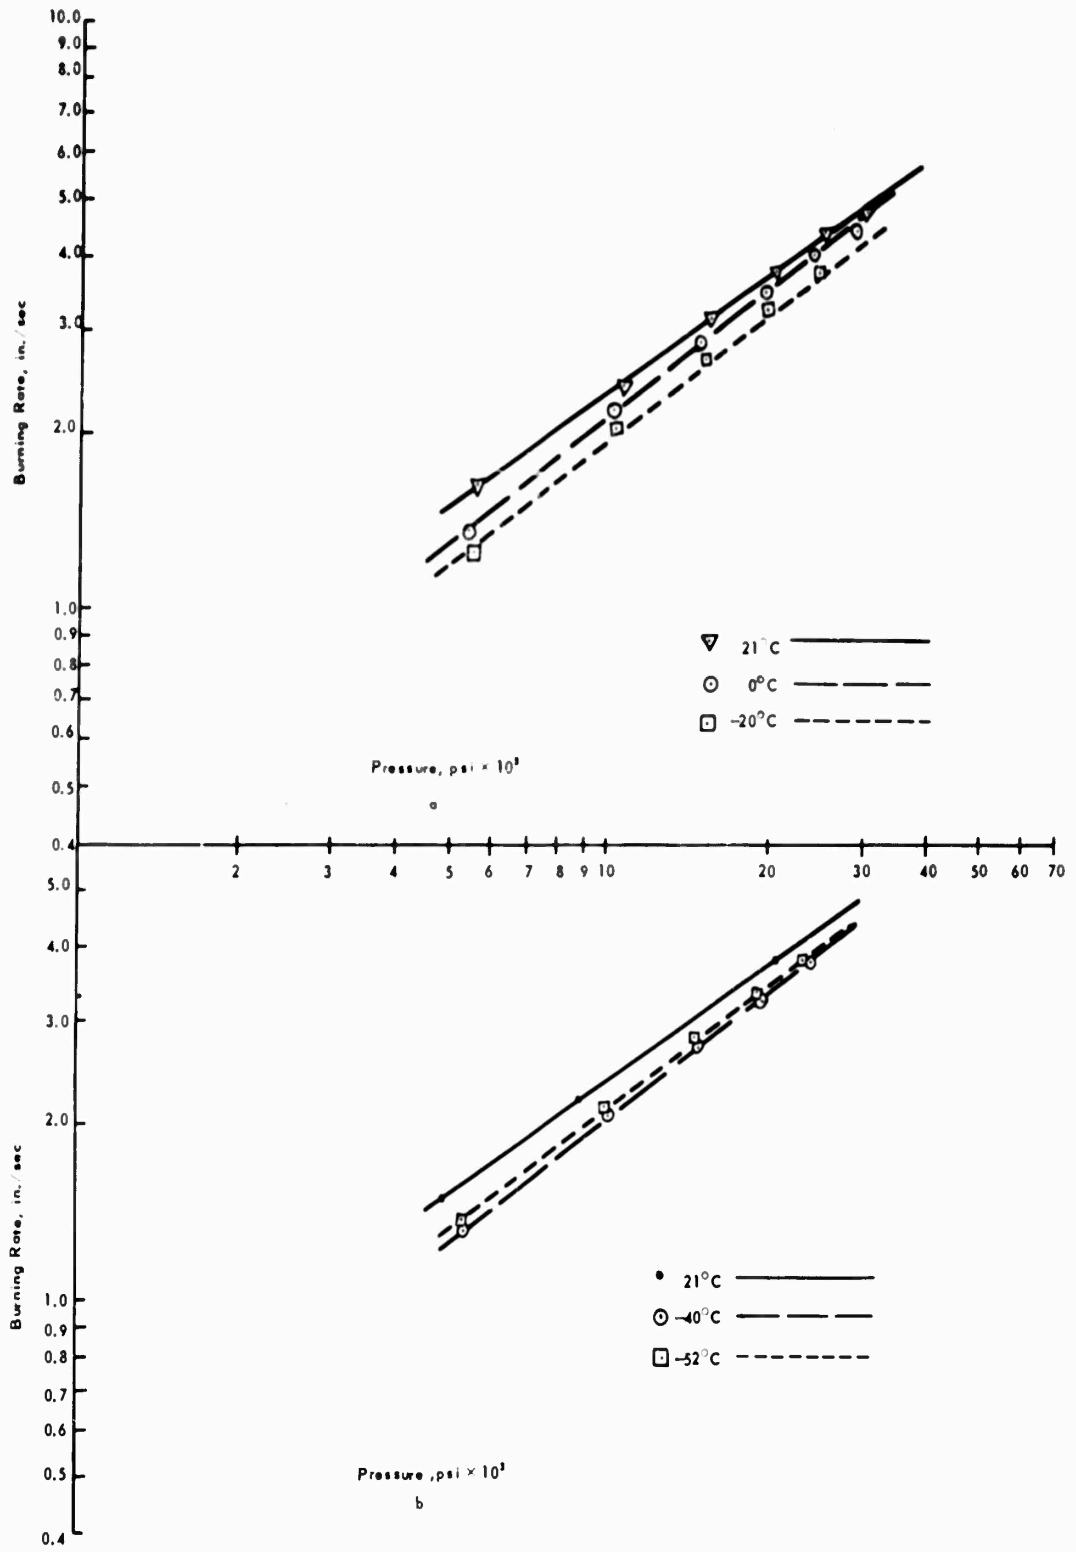 10.0
9.0
8.0
7.0
6.0
5.0
4.0
3.0
2.0
1.0
0.9
0.8
0.7
0.6
0.5
0.4
Burning Rate, in./sec
21°C
0°C
-20°C
Pressure, psi × 10³
a
2 3 4 5 6 7 8 9 10 20 30 40 50 60 70
5.0
4.0
3.0
2.0
1.0
0.9
0.8
0.7
0.6
0.5
0.4
Burning Rate, in./sec
21°C
-40°C
-52°C
Pressure ,psi × 10³
b